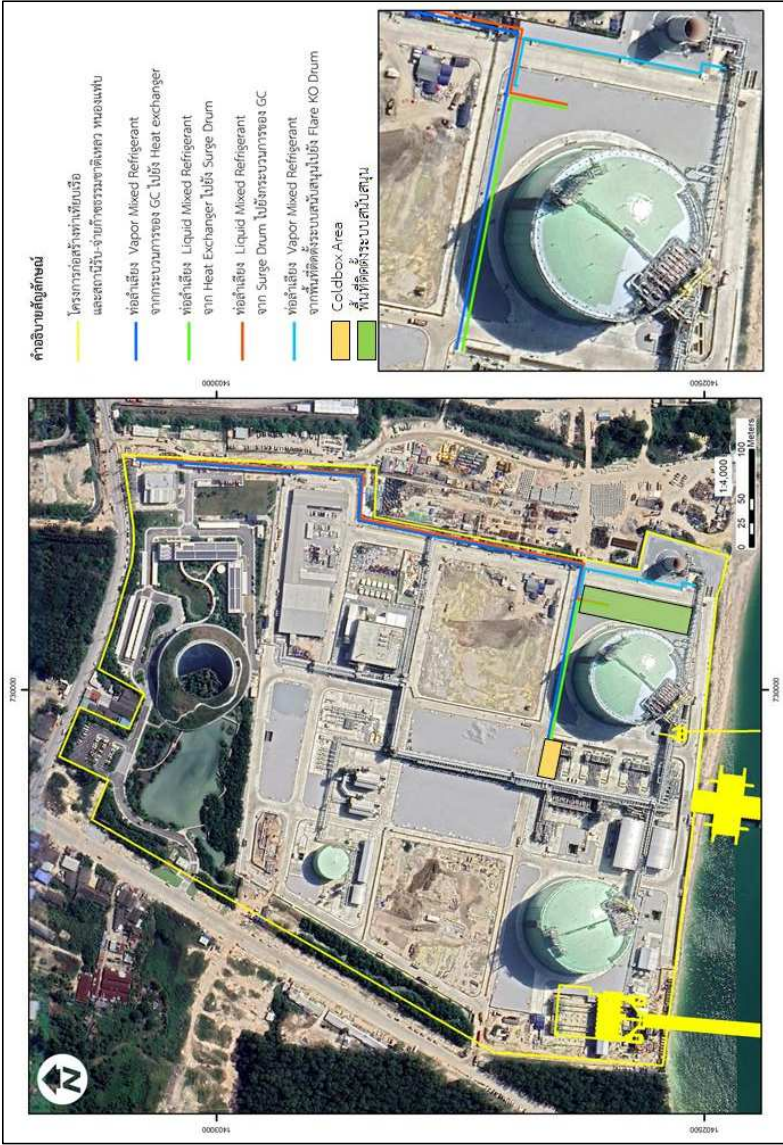 คำอธิบายสัญลักษณ์
โครงการก่อสร้างท่าเทียบเรือ
และสถานีรับ-จ่ายก๊าซธรรมชาติเหลว หนองแฟบ
ท่อลำเลียง Vapor Mixed Refrigerant
จากกระบวนการของ GC ไปยัง Heat exchanger
ท่อลำเลียง Liquid Mixed Refrigerant
จาก Heat Exchanger ไปยัง Surge Drum
ท่อลำเลียง Liquid Mixed Refrigerant
จาก Surge Drum ไปยังกระบวนการของ GC
ท่อลำเลียง Vapor Mixed Refrigerant
จากพื้นที่ติดตั้งระบบสนับสนุนไปยัง Flare KO Drum
Coldbox Area
พื้นที่ติดตั้งระบบสนับสนุน
N
730000
730000
1403000
1403000
1402500
1402500
1:4,000
0 25 50 100
Meters